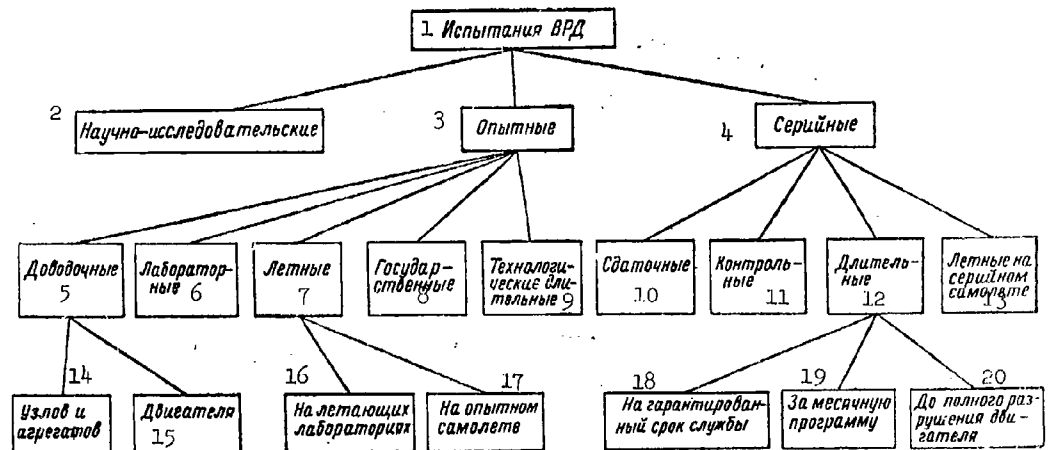 1 Испытания ВРД
2
Научно-исследовательские
3
Опытные
4
Серийные
Доводочные
5
Лаборатор-
ные 6
Летные
7
Государ-
ственные
8
Технологи-
ческие дли-
тельные 9
Сдаточные
10
Контроль-
ные
11
Длитель-
ные
12
Летные на
серийном
самолете
13
14
Узлов и
агрегатов
Двигателя
15
16
На летающих
лабораториях
17
На опытном
самолете
18
На гарантирован-
ный срок службы
19
За месячную
программу
20
До полного раз-
рушения дви-
гателя